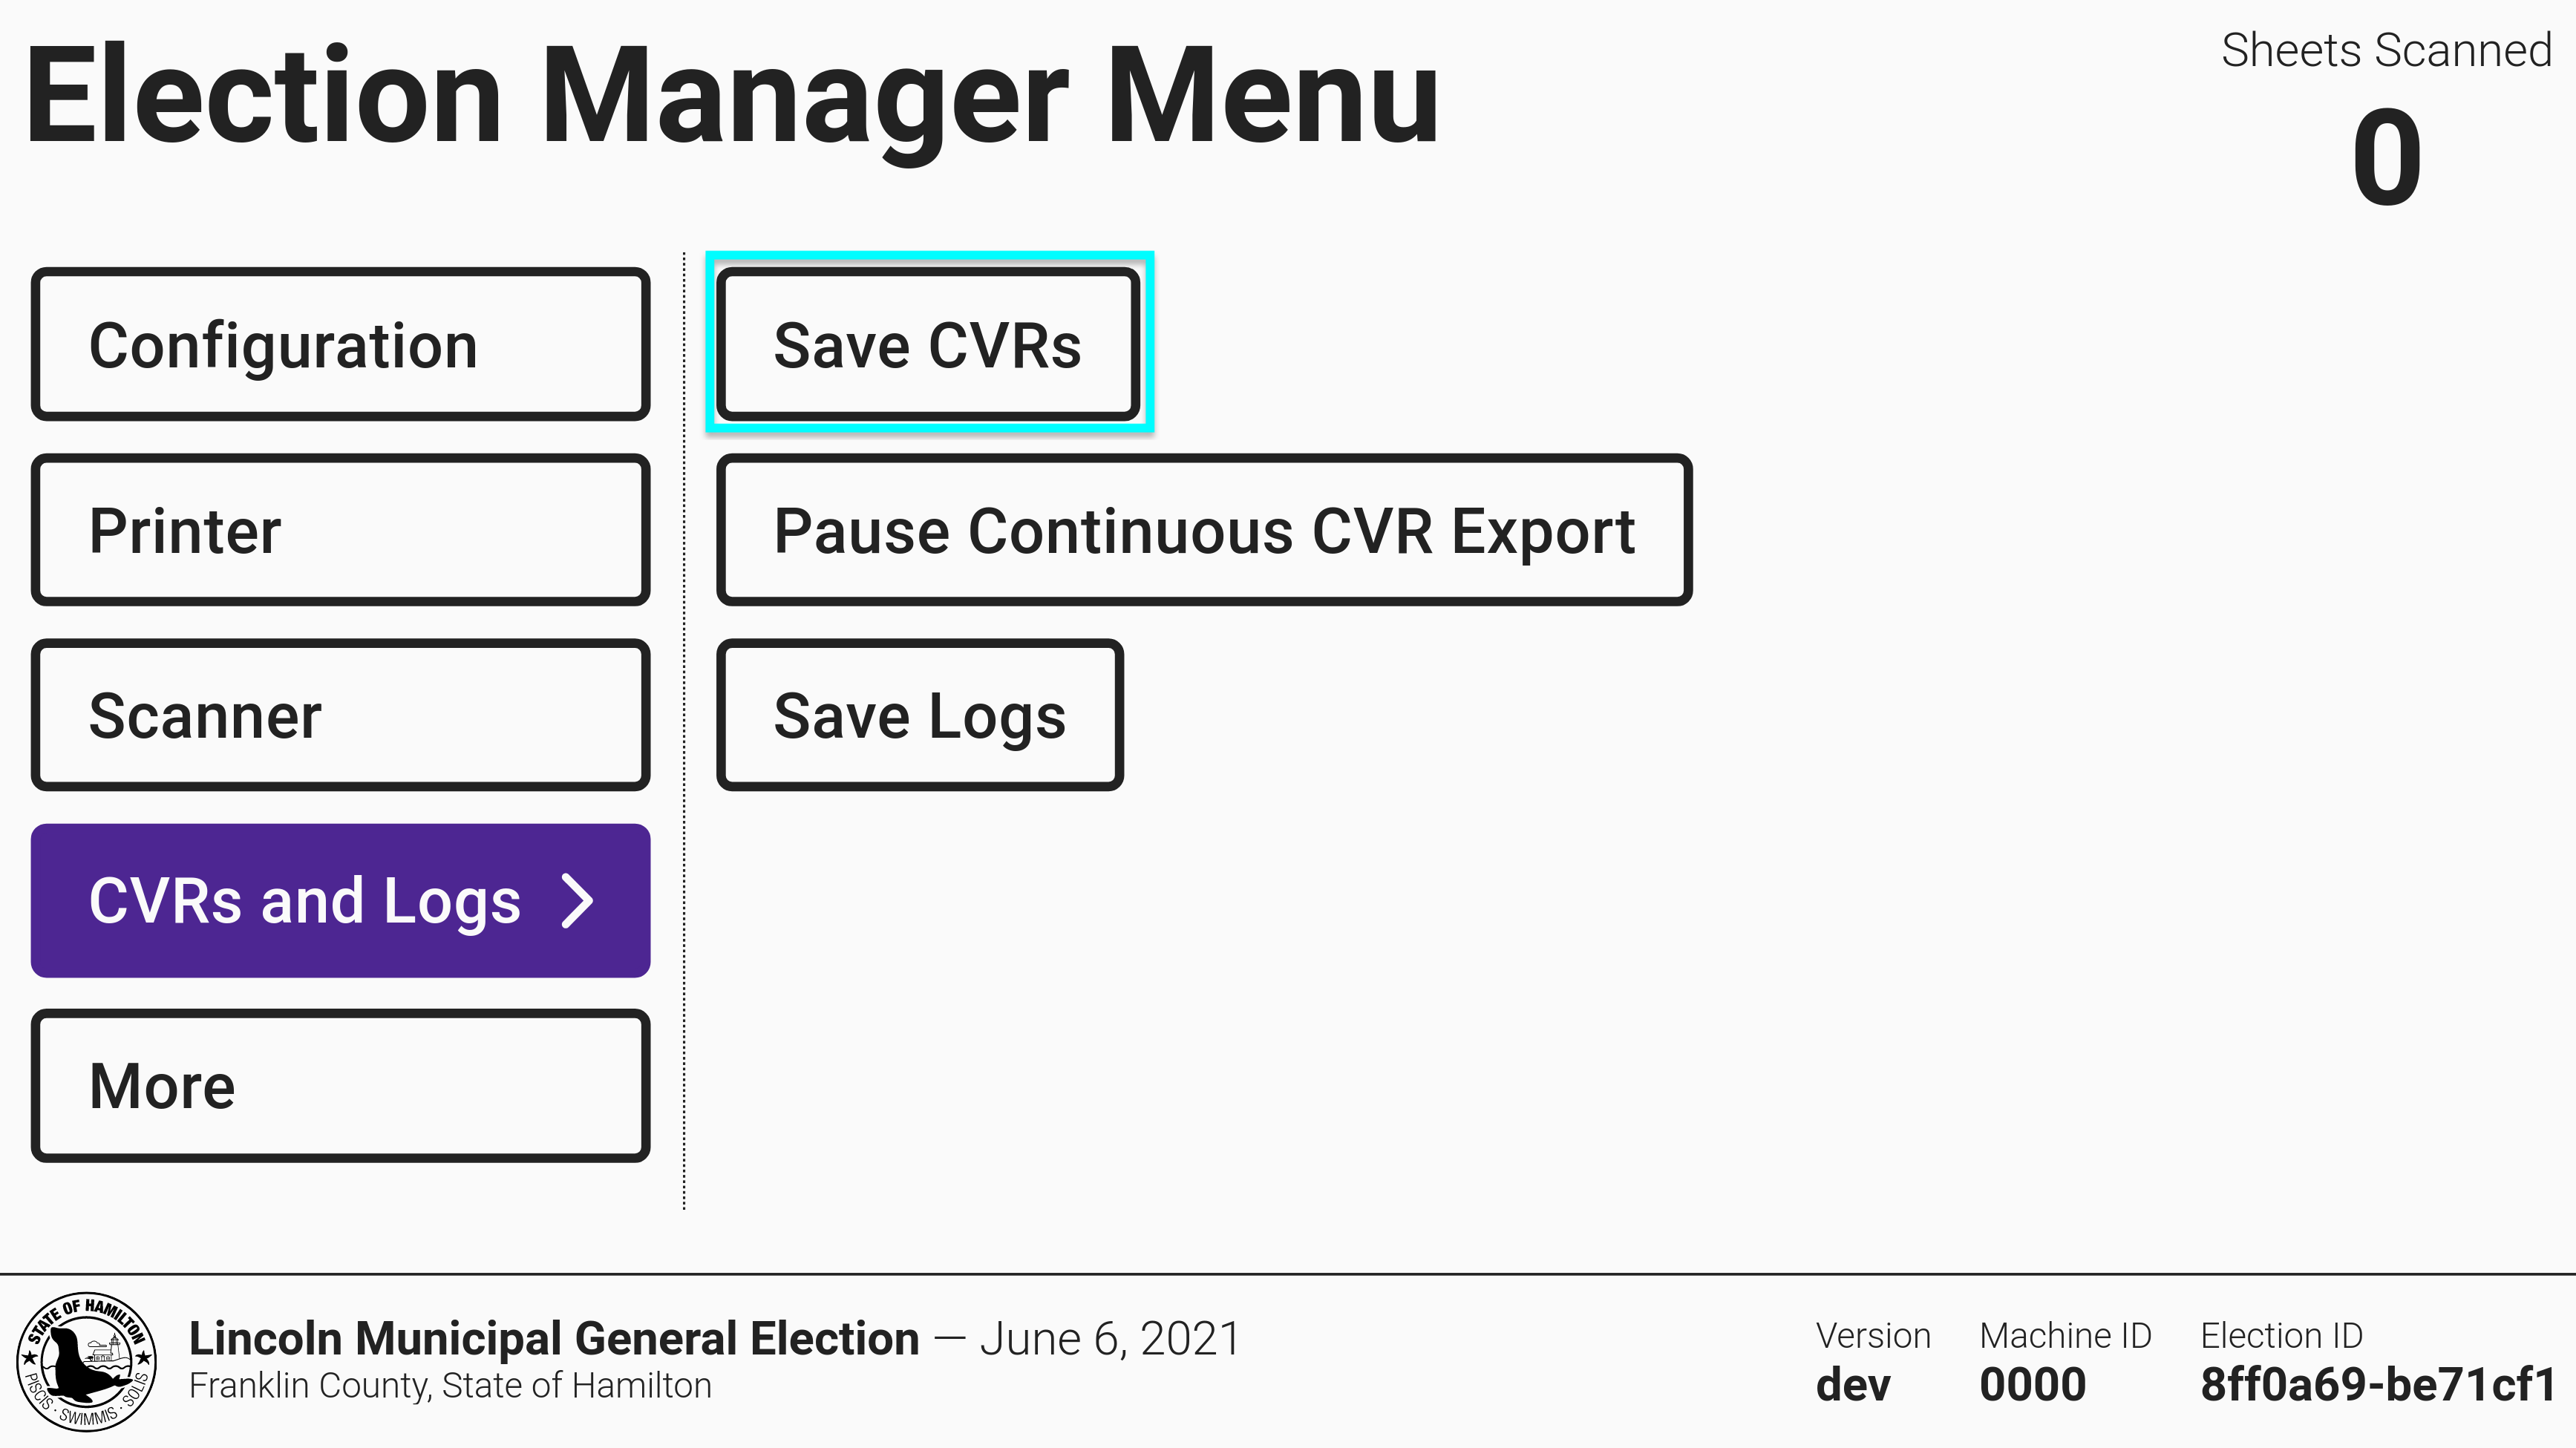 Election Manager Menu
Sheets Scanned
0
Configuration
Printer
Scanner
CVRs and Logs
More
Save CVRs
Pause Continuous CVR Export
Save Logs
STATE OF HAMILTON
PISCIS · SWIMMIS · SOLIS
Lincoln Municipal General Election — June 6, 2021
Franklin County, State of Hamilton
Version
dev
Machine ID
0000
Election ID
8ff0a69-be71cf1